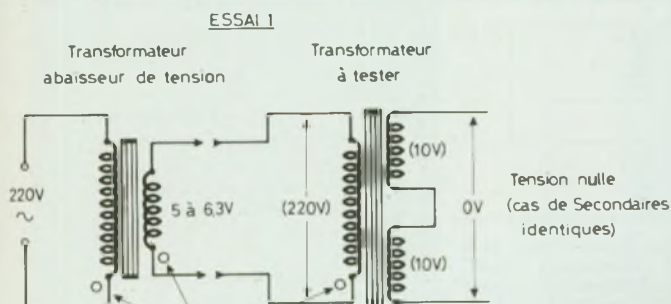 ESSAI 1
Transformateur
abaisseur de tension
Transformateur
à tester
220V
~
5 à 6,3V
(220V)
(10V)
(10V)
0V
Tension nulle
(cas de Secondaires
identiques)